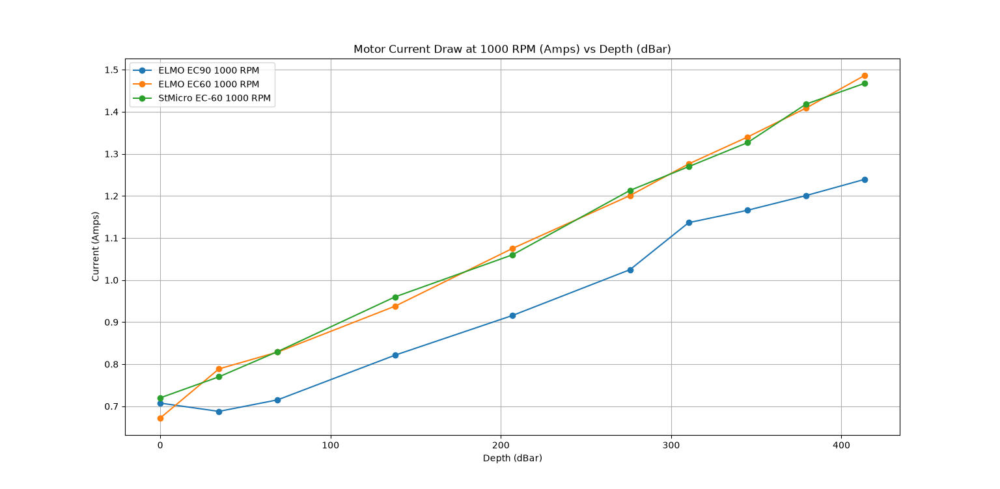 Motor Current Draw at 1000 RPM (Amps) vs Depth (dBar)
ELMO EC90 1000 RPM
ELMO EC60 1000 RPM
StMicro EC-60 1000 RPM
1.5
1.4
1.3
1.2
1.1
1.0
0.9
0.8
0.7
Current (Amps)
0 100 200 300 400
Depth (dBar)